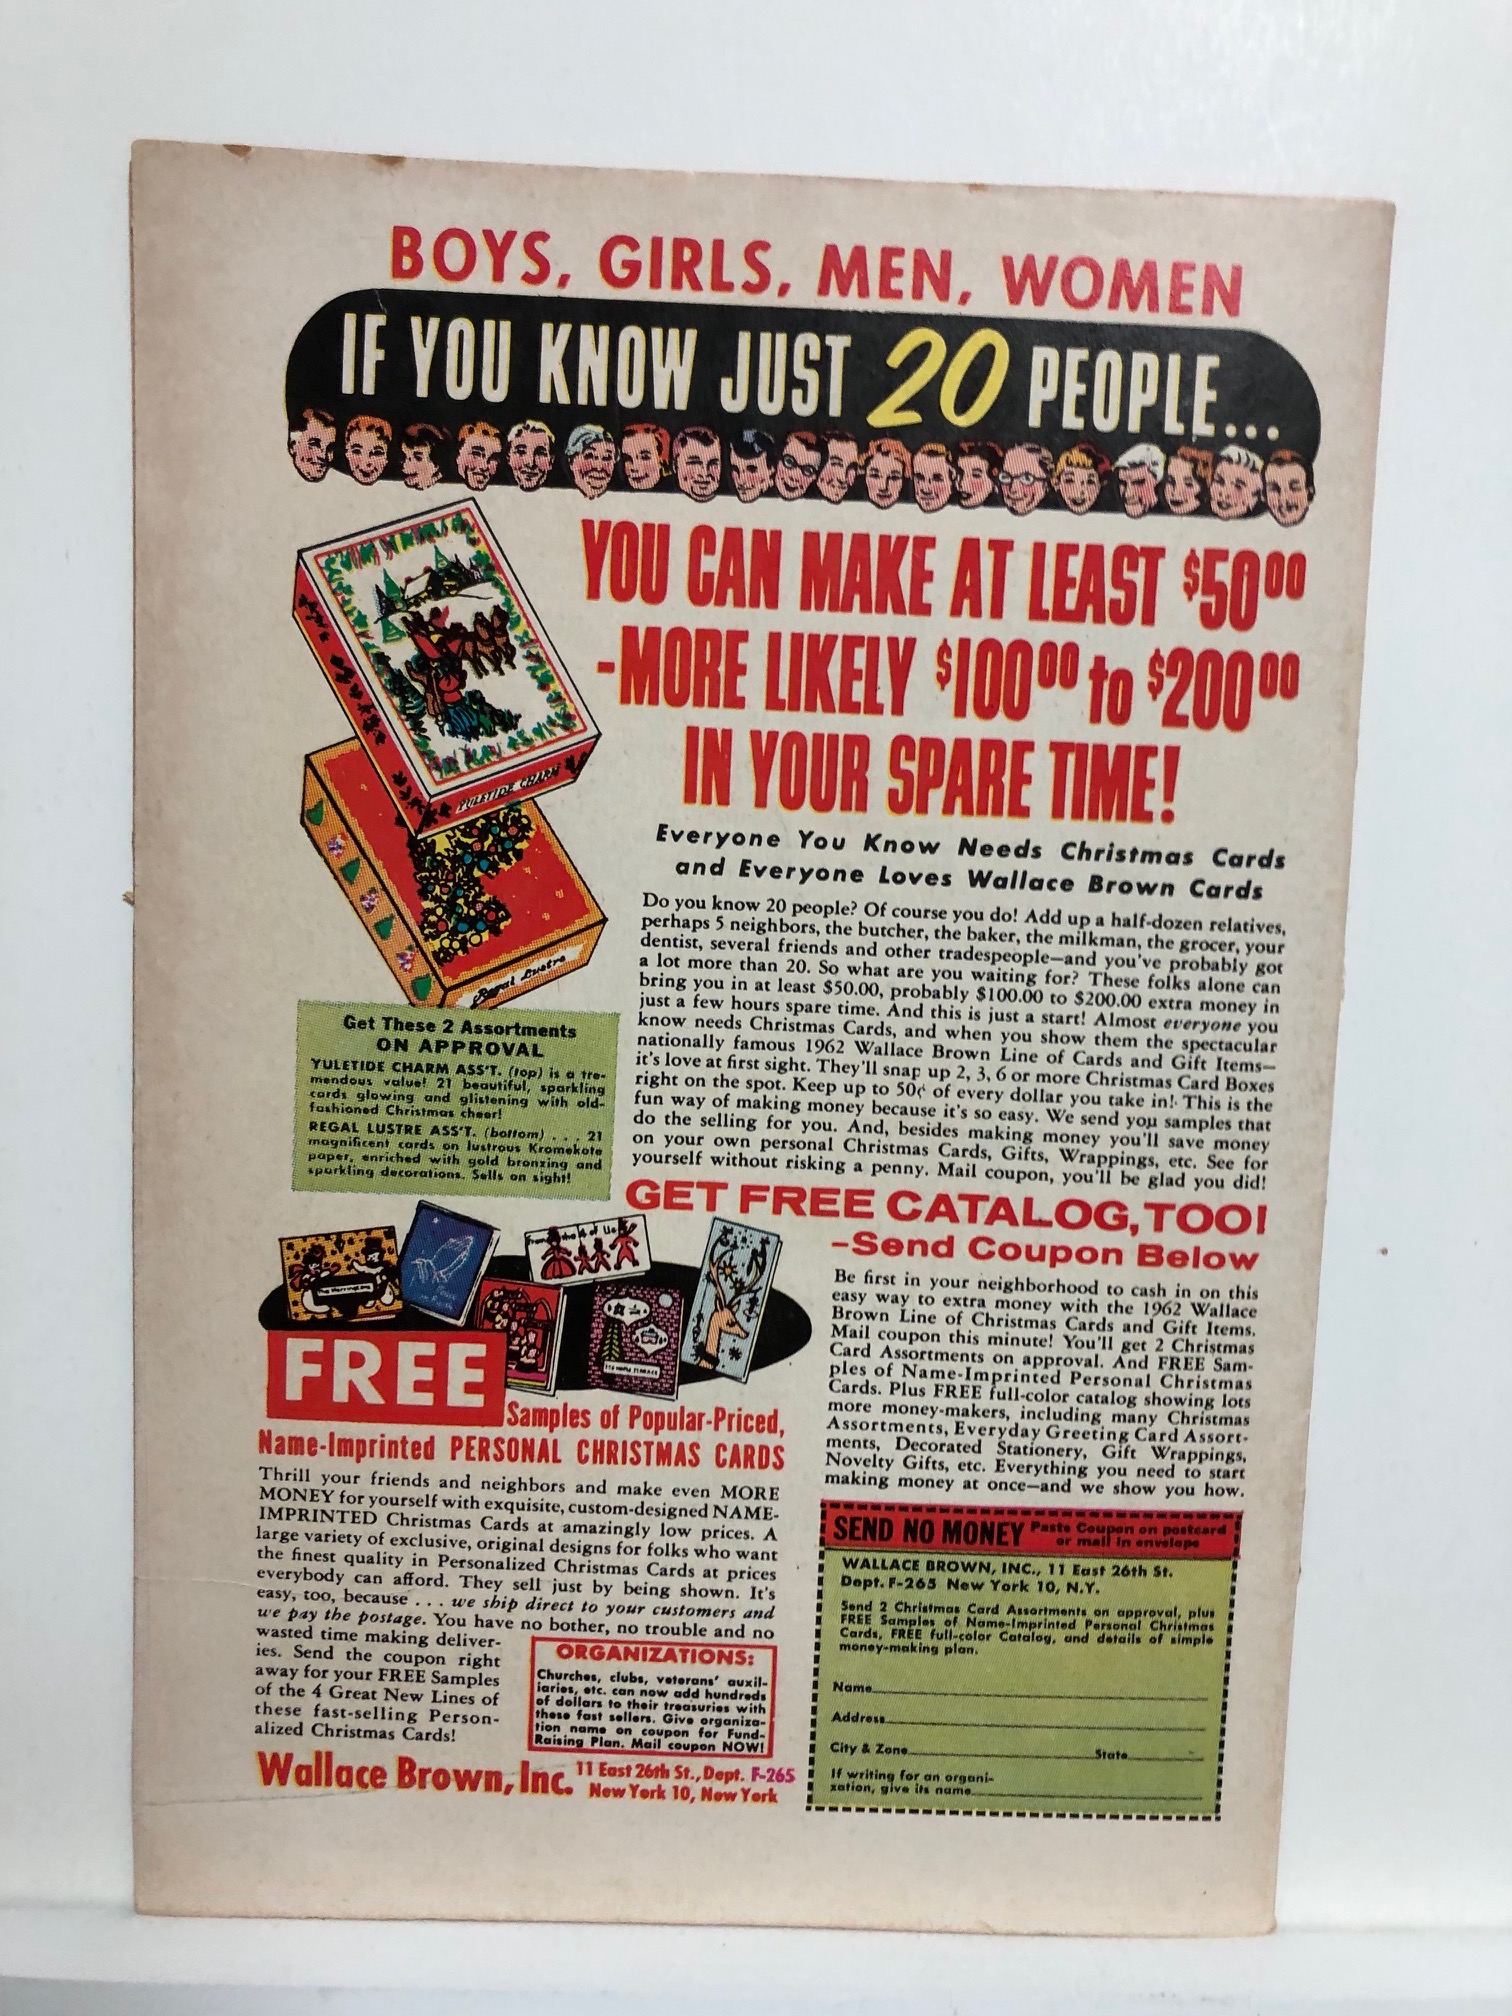 BOYS, GIRLS, MEN, WOMEN
IF YOU KNOW JUST 20 PEOPLE...
YOU CAN MAKE AT LEAST $50.00
-MORE LIKELY $100.00 to $200.00
IN YOUR SPARE TIME!
YULETIDE CHARM
Regal Lustre
Everyone You Know Needs Christmas Cards
and Everyone Loves Wallace Brown Cards
Do you know 20 people? Of course you do! Add up a half-dozen relatives,
perhaps 5 neighbors, the butcher, the baker, the milkman, the grocer, your
dentist, several friends and other tradespeople—and you've probably got
a lot more than 20. So what are you waiting for? These folks alone can
bring you in at least $50.00, probably $100.00 to $200.00 extra money in
just a few hours spare time. And this is just a start! Almost everyone you
know needs Christmas Cards, and when you show them the spectacular
nationally famous 1962 Wallace Brown Line of Cards and Gift Items—
it's love at first sight. They'll snap up 2, 3, 6 or more Christmas Card Boxes
right on the spot. Keep up to 50¢ of every dollar you take in! This is the
fun way of making money because it's so easy. We send you samples that
do the selling for you. And, besides making money you'll save money
on your own personal Christmas Cards, Gifts, Wrappings, etc. See for
yourself without risking a penny. Mail coupon, you'll be glad you did!
Get These 2 Assortments
ON APPROVAL
YULETIDE CHARM ASS'T. (top) is a tre-
mendous value! 21 beautiful, sparkling
cards glowing and glistening with old-
fashioned Christmas cheer!
REGAL LUSTRE ASS'T. (bottom) . . . 21
magnificent cards on lustrous Kromekote
paper, enriched with gold bronzing and
sparkling decorations. Sells on sight!
GET FREE CATALOG, TOO!
-Send Coupon Below
Be first in your neighborhood to cash in on this
easy way to extra money with the 1962 Wallace
Brown Line of Christmas Cards and Gift Items.
Mail coupon this minute! You'll get 2 Christmas
Card Assortments on approval. And FREE Sam-
ples of Name-Imprinted Personal Christmas
Cards. Plus FREE full-color catalog showing lots
more money-makers, including many Christmas
Assortments, Everyday Greeting Card Assort-
ments, Decorated Stationery, Gift Wrappings,
Novelty Gifts, etc. Everything you need to start
making money at once—and we show you how.
The Harringtons
From the 4 of Us
FREE
Samples of Popular-Priced,
Name-Imprinted PERSONAL CHRISTMAS CARDS
Thrill your friends and neighbors and make even MORE
MONEY for yourself with exquisite, custom-designed NAME-
IMPRINTED Christmas Cards at amazingly low prices. A
large variety of exclusive, original designs for folks who want
the finest quality in Personalized Christmas Cards at prices
everybody can afford. They sell just by being shown. It's
easy, too, because . . . we ship direct to your customers and
we pay the postage. You have no bother, no trouble and no
wasted time making deliver-
ies. Send the coupon right
away for your FREE Samples
of the 4 Great New Lines of
these fast-selling Person-
alized Christmas Cards!
ORGANIZATIONS:
Churches, clubs, veterans' auxil-
iaries, etc. can now add hundreds
of dollars to their treasuries with
these fast sellers. Give organiza-
tion name on coupon for Fund-
Raising Plan. Mail coupon NOW!
Wallace Brown, Inc. 11 East 26th St., Dept. F-265
New York 10, New York
SEND NO MONEY Paste Coupon on postcard
or mail in envelope
WALLACE BROWN, INC., 11 East 26th St.
Dept. F-265 New York 10, N.Y.
Send 2 Christmas Card Assortments on approval, plus
FREE Samples of Name-Imprinted Personal Christmas
Cards, FREE full-color Catalog, and details of simple
money-making plan.
Name
Address
City & Zone State
If writing for an organi-
zation, give its name